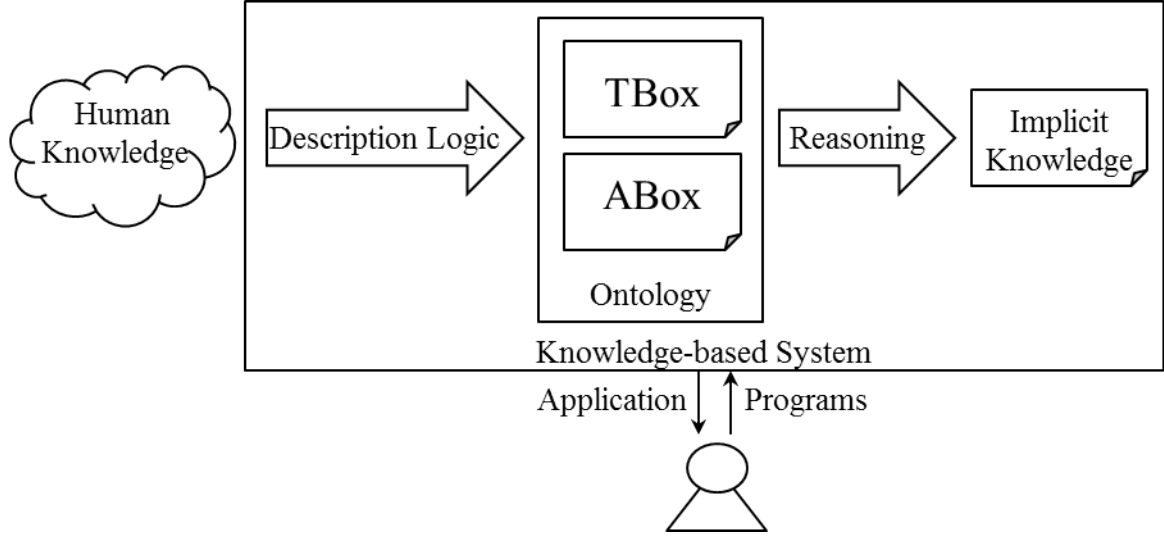 Human
Knowledge
Description Logic
TBox
ABox
Ontology
Reasoning
Implicit
Knowledge
Knowledge-based System
Application
Programs